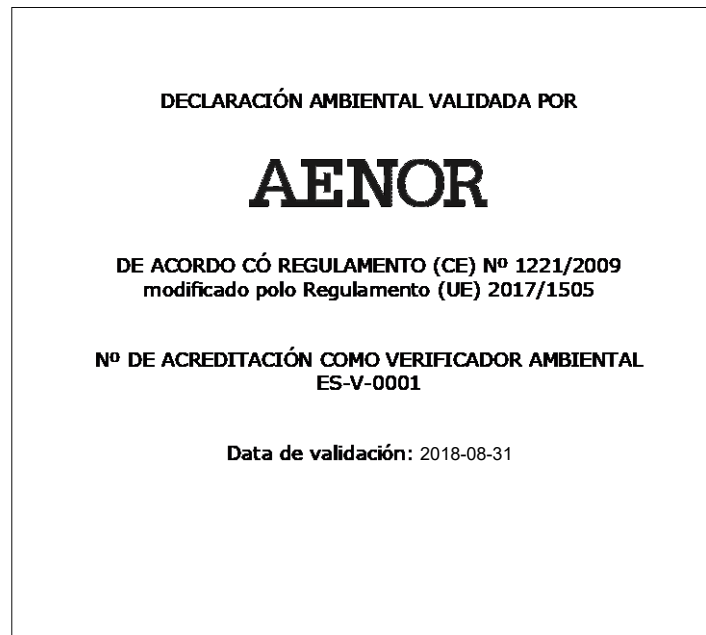 DECLARACIÓN AMBIENTAL VALIDADA POR
AENOR
DE ACORDO CÓ REGULAMENTO (CE) Nº 1221/2009
modificado polo Regulamento (UE) 2017/1505
Nº DE ACREDITACIÓN COMO VERIFICADOR AMBIENTAL
ES-V-0001
Data de validación: 2018-08-31